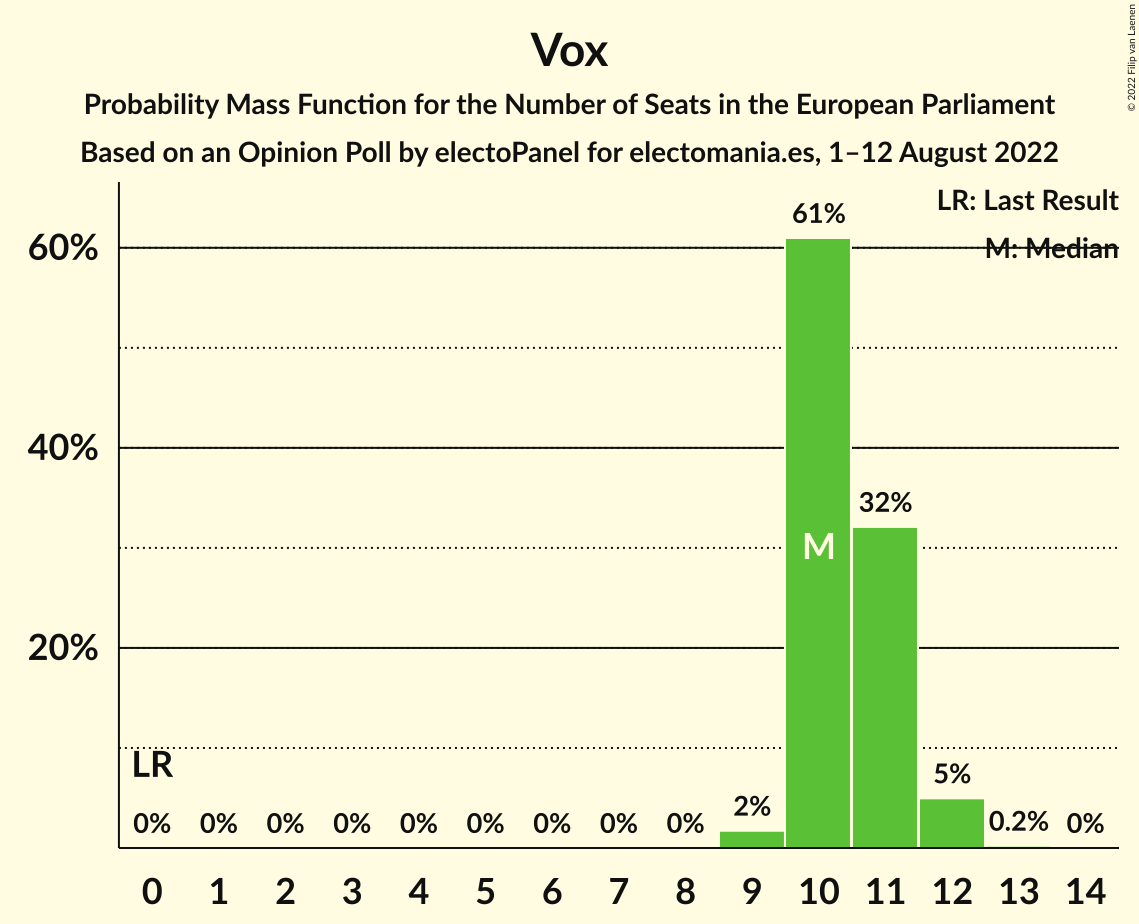 Vox
Probability Mass Function for the Number of Seats in the European Parliament
Based on an Opinion Poll by electoPanel for electomania.es, 1–12 August 2022
© 2022 Filip van Laenen
LR: Last Result
M: Median
60%
40%
20%
61%
32%
M
LR
0% 0% 0% 0% 0% 0% 0% 0% 0% 2% 5% 0.2% 0%
0 1 2 3 4 5 6 7 8 9 10 11 12 13 14